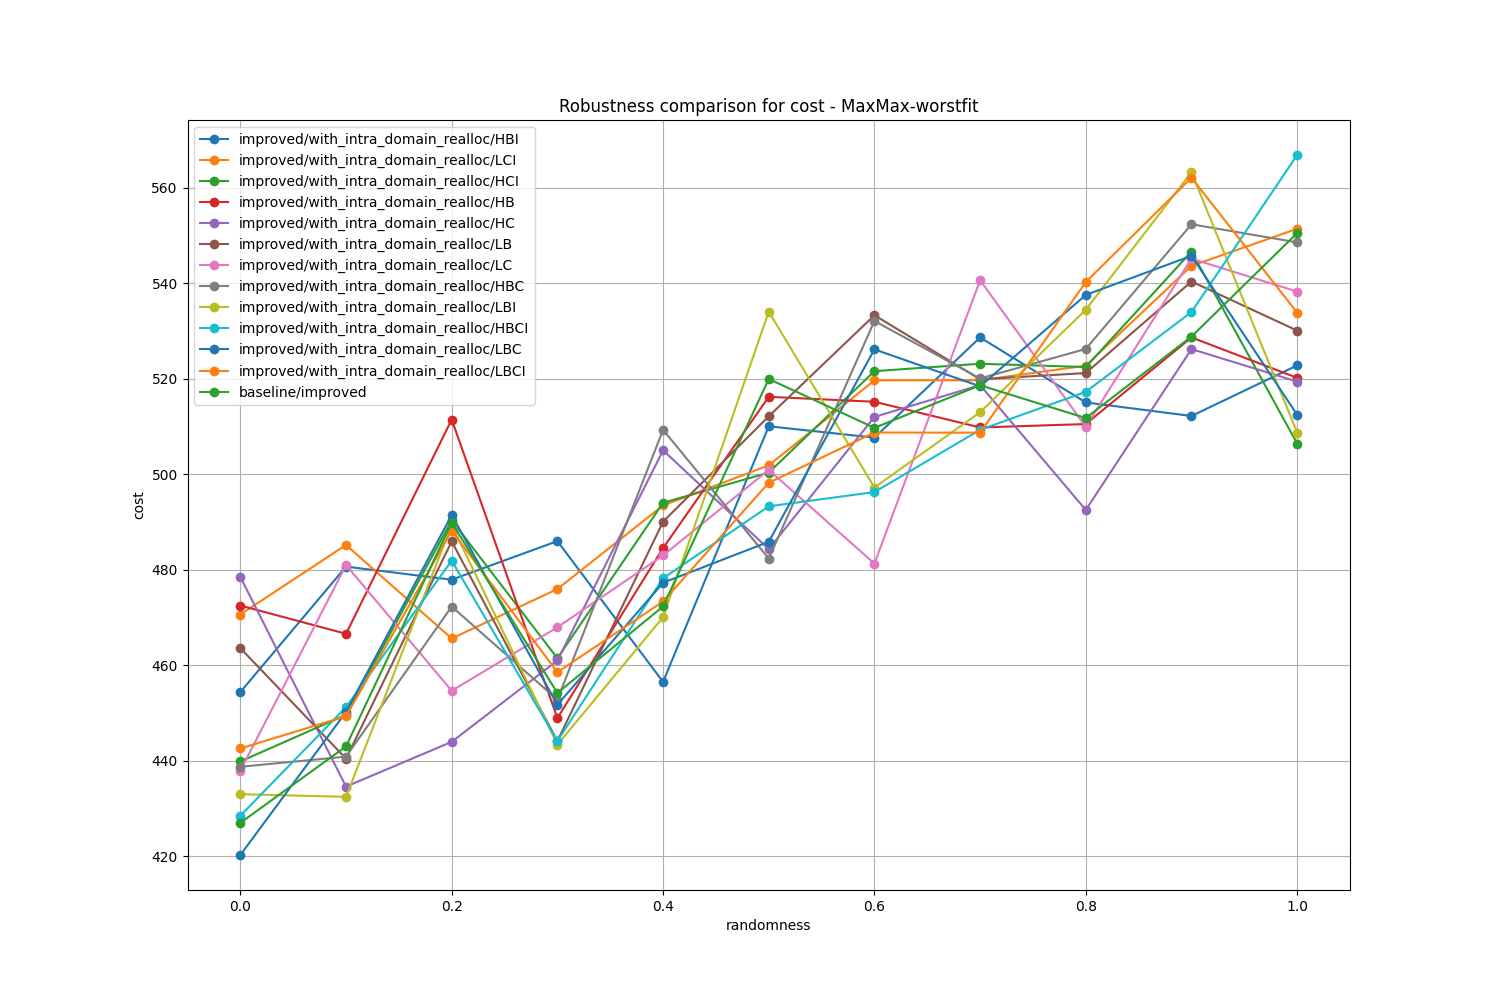 Robustness comparison for cost - MaxMax-worstfit
improved/with_intra_domain_realloc/HBI
improved/with_intra_domain_realloc/LCI
improved/with_intra_domain_realloc/HCI
improved/with_intra_domain_realloc/HB
improved/with_intra_domain_realloc/HC
improved/with_intra_domain_realloc/LB
improved/with_intra_domain_realloc/LC
improved/with_intra_domain_realloc/HBC
improved/with_intra_domain_realloc/LBI
improved/with_intra_domain_realloc/HBCI
improved/with_intra_domain_realloc/LBC
improved/with_intra_domain_realloc/LBCI
baseline/improved
560
540
520
500
480
460
440
420
cost
0.0 0.2 0.4 0.6 0.8 1.0
randomness